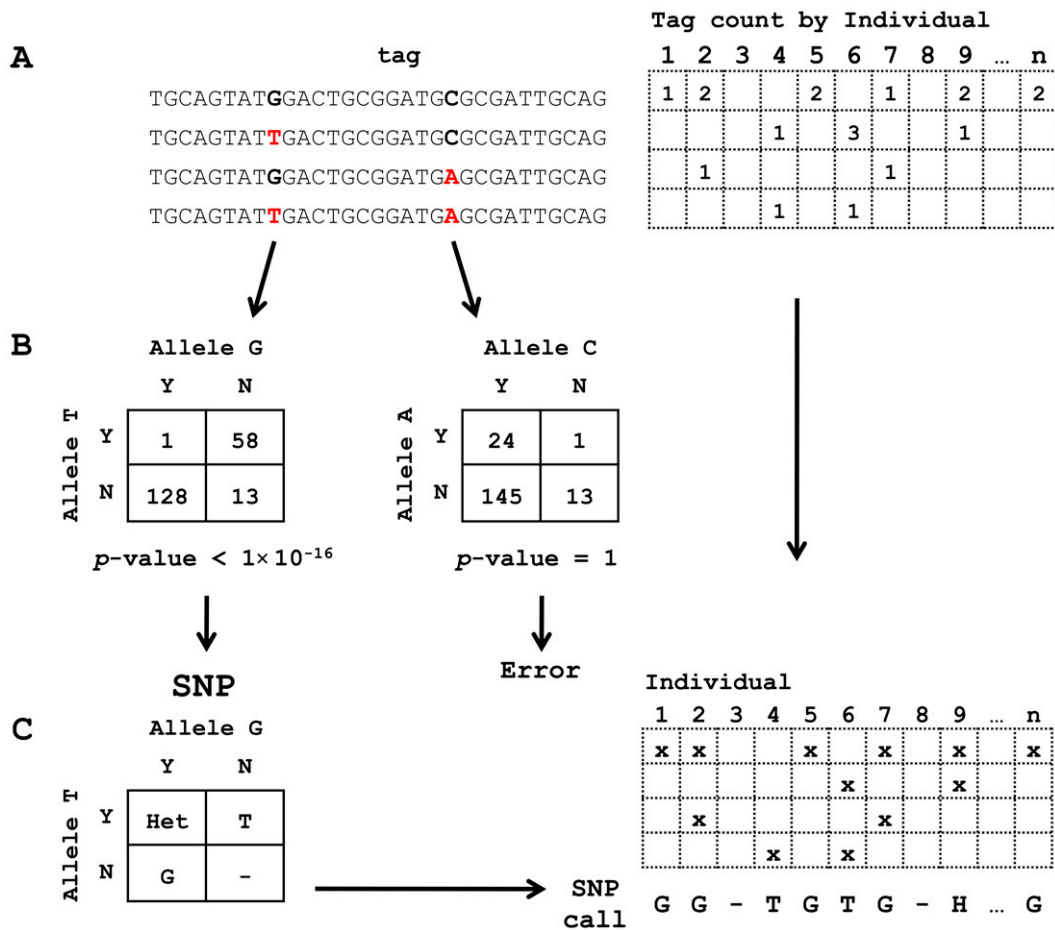 Tag count by Individual
A tag 1 2 3 4 5 6 7 8 9 … n
TGCAGTATGGACTGCGGATGCGCGATTGCAG 1 2 2 1 2 2
TGCAGTATTGACTGCGGATGCGCGATTGCAG 1 3 1
TGCAGTATGGACTGCGGATGAGCGATTGCAG 1 1
TGCAGTATTGACTGCGGATGAGCGATTGCAG 1 1
B Allele G Allele C
Y N Y N
Allele T Allele A
Y 1 58 Y 24 1
N 128 13 N 145 13
p-value < 1×10⁻¹⁶ p-value = 1
SNP Error
Individual
1 2 3 4 5 6 7 8 9 … n
C Allele G
x x x x x x
Y N
x x
Allele T
Y Het T
x x
N G -
x x
SNP
call
G G - T G T G - H … G